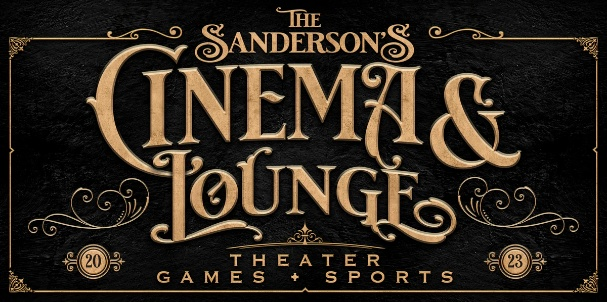 THE
SANDERSON'S
CINEMA &
LOUNGE
THEATER
20 GAMES + SPORTS 23